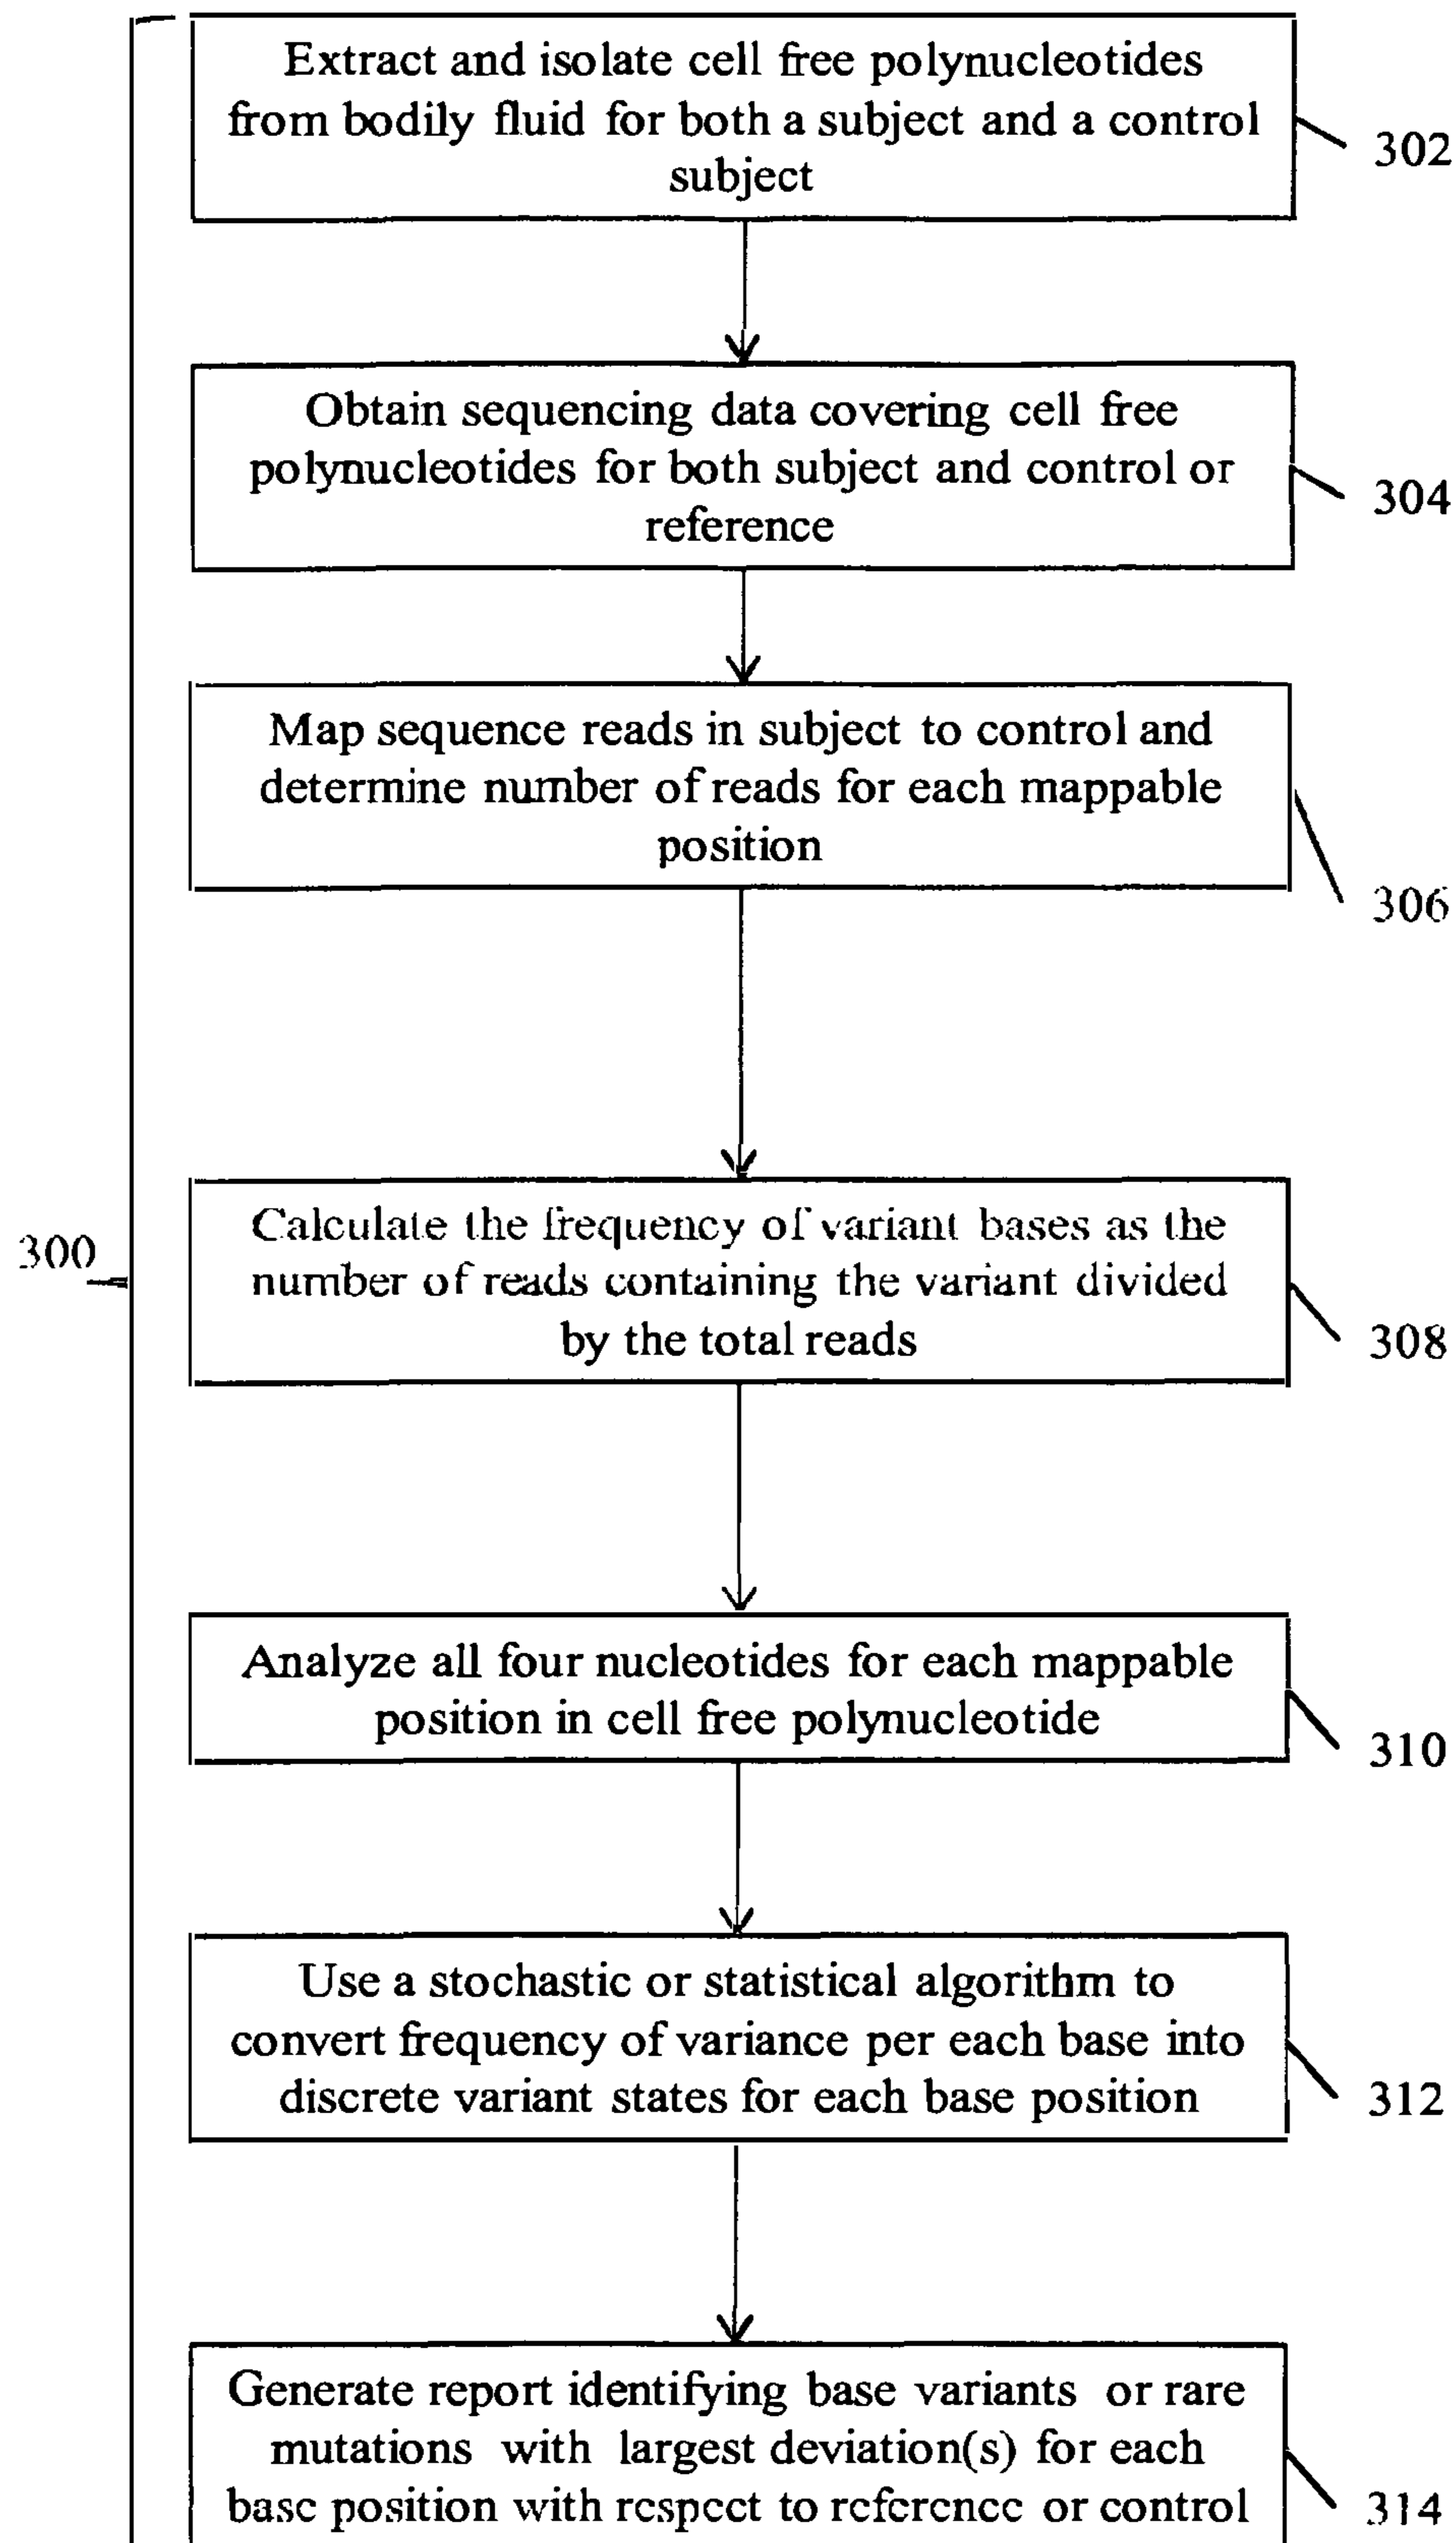 Extract and isolate cell free polynucleotides
from bodily fluid for both a subject and a control
subject
302
Obtain sequencing data covering cell free
polynucleotides for both subject and control or
reference
304
Map sequence reads in subject to control and
determine number of reads for each mappable
position
306
300
Calculate the frequency of variant bases as the
number of reads containing the variant divided
by the total reads
308
Analyze all four nucleotides for each mappable
position in cell free polynucleotide
310
Use a stochastic or statistical algorithm to
convert frequency of variance per each base into
discrete variant states for each base position
312
Generate report identifying base variants or rare
mutations with largest deviation(s) for each
base position with respect to reference or control
314